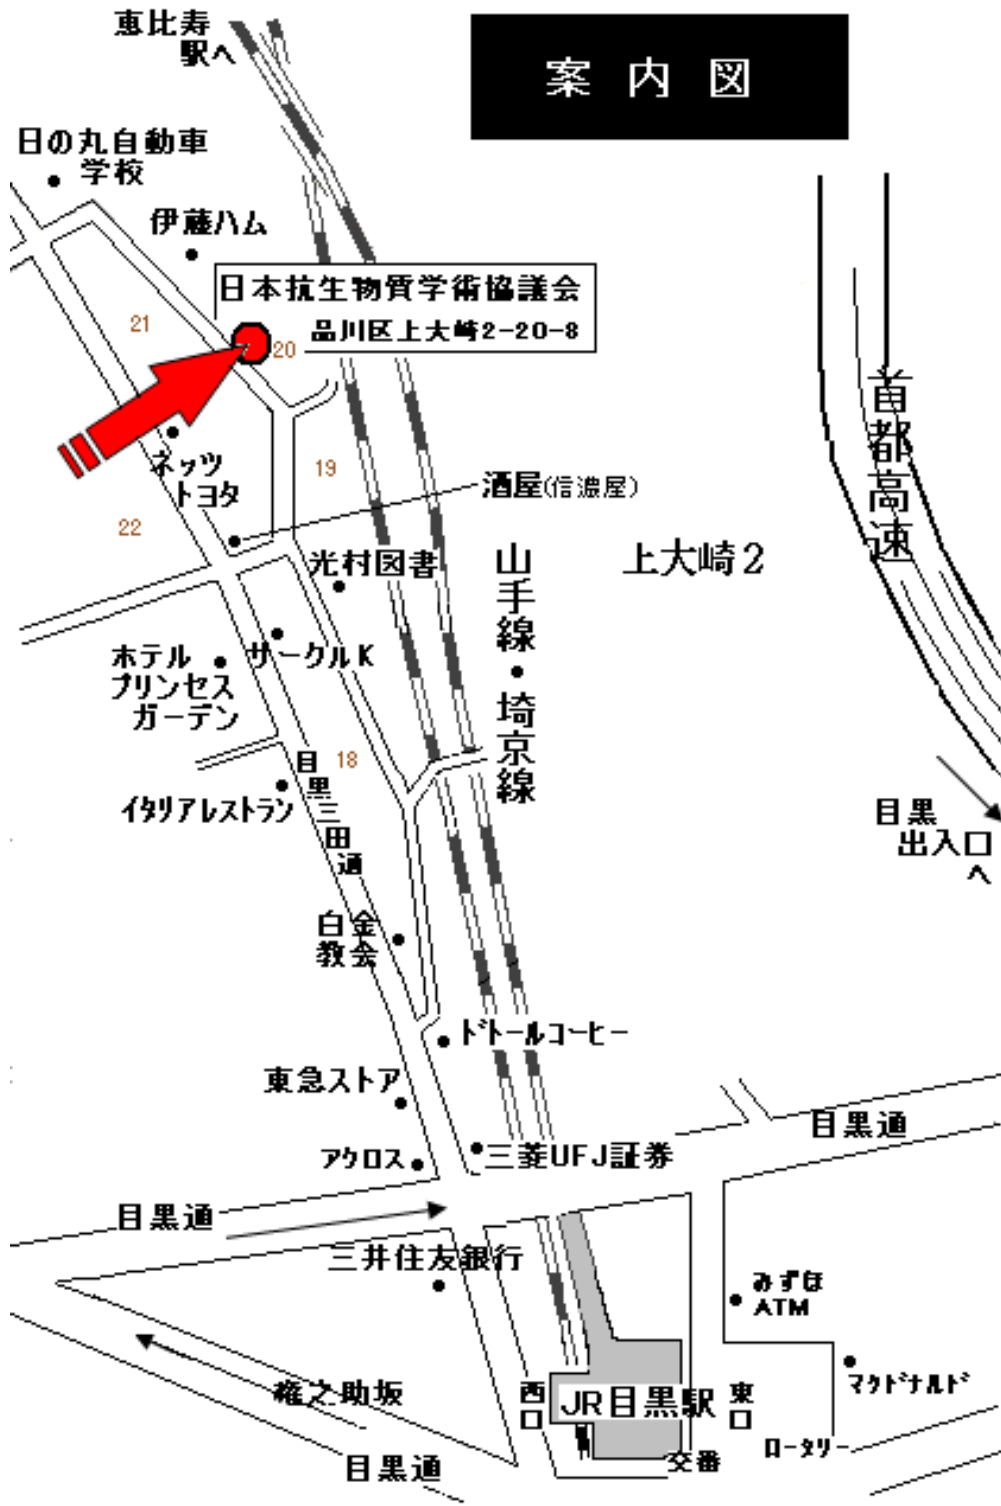 恵比寿
駅へ
案内図
日の丸自動車
学校
伊藤ハム
日本抗生物質学術協議会
品川区上大崎2-20-8
21
20
首都高速
ネッツ
トヨタ
19
酒屋(信濃屋)
22
光村図書
山手線・埼京線
上大崎2
サークルK
ホテル
プリンセス
ガーデン
18
目黒三田通
イタリアレストラン
目黒
出入口
へ
白金
教会
ドトールコーヒー
東急ストア
目黒通
アクロス
三菱UFJ証券
目黒通
三井住友銀行
みずほ
ATM
権之助坂
西口
JR目黒駅
東口
マクドナルド
ロータリー
交番
目黒通